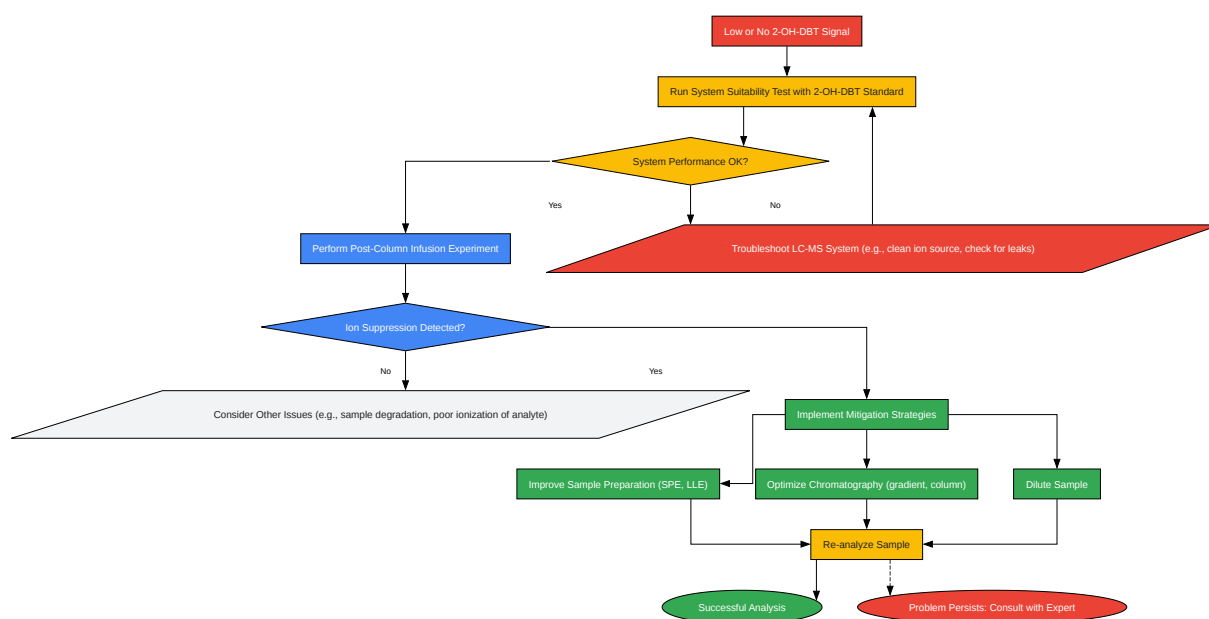 Low or No 2-OH-DBT Signal
Run System Suitability Test with 2-OH-DBT Standard
System Performance OK?
Yes
No
Perform Post-Column Infusion Experiment
Troubleshoot LC-MS System (e.g., clean ion source, check for leaks)
Ion Suppression Detected?
No
Yes
Consider Other Issues (e.g., sample degradation, poor ionization of analyte)
Implement Mitigation Strategies
Improve Sample Preparation (SPE, LLE)
Optimize Chromatography (gradient, column)
Dilute Sample
Re-analyze Sample
Successful Analysis
Problem Persists: Consult with Expert